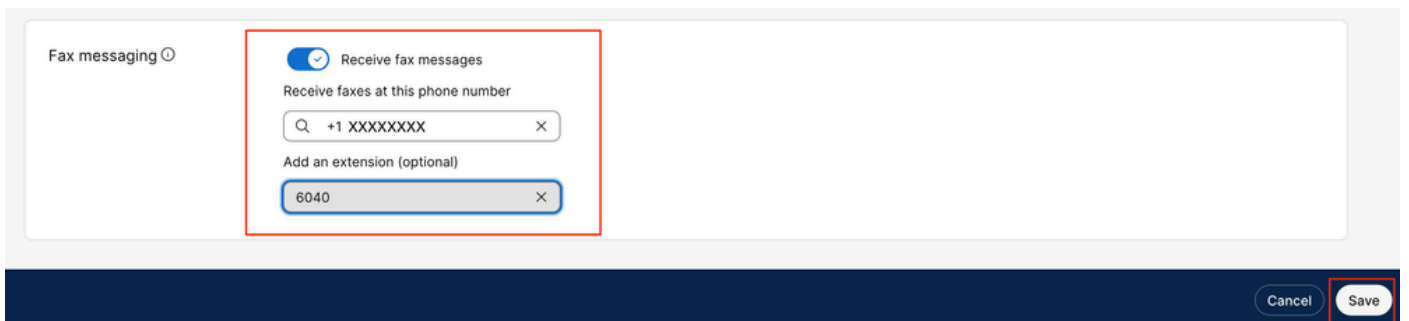 Fax messaging
Receive fax messages
Receive faxes at this phone number
+1 XXXXXXXX
Add an extension (optional)
6040
Cancel
Save